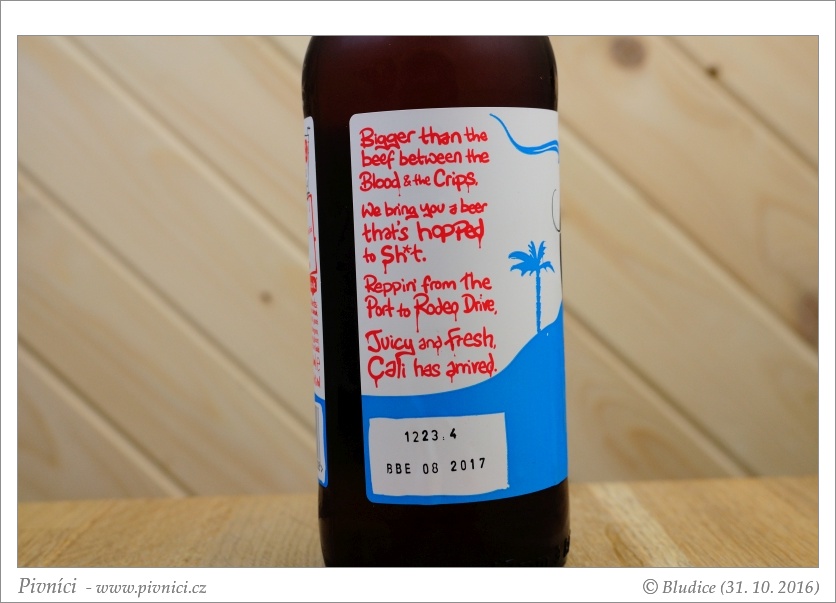 Bigger than the
beef between the
Blood & the Crips.
We bring you a beer
that's hopped
to Sh*t.
Reppin' from The
Port to Rodeo Drive,
Juicy and fresh,
Cali has arrived.
1223:4
BBE 08 2017
Pivníci - www.pivnici.cz
© Bludice (31. 10. 2016)